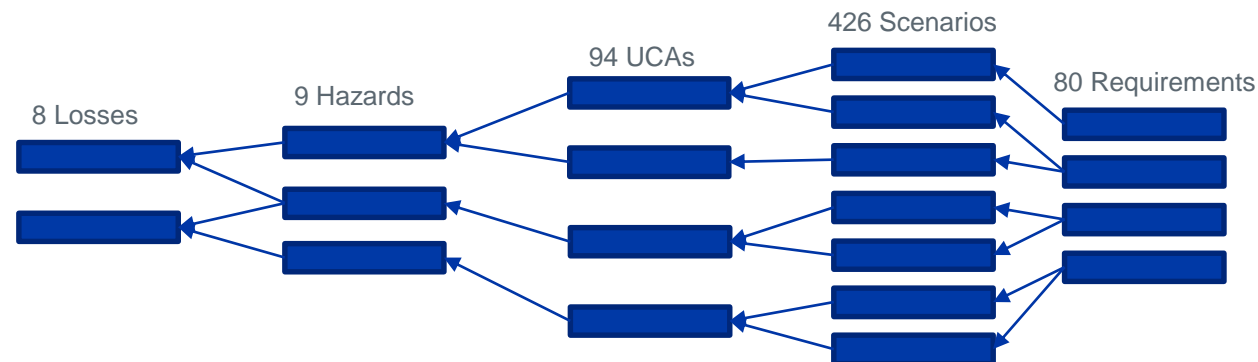 8 Losses
9 Hazards
94 UCAs
426 Scenarios
80 Requirements